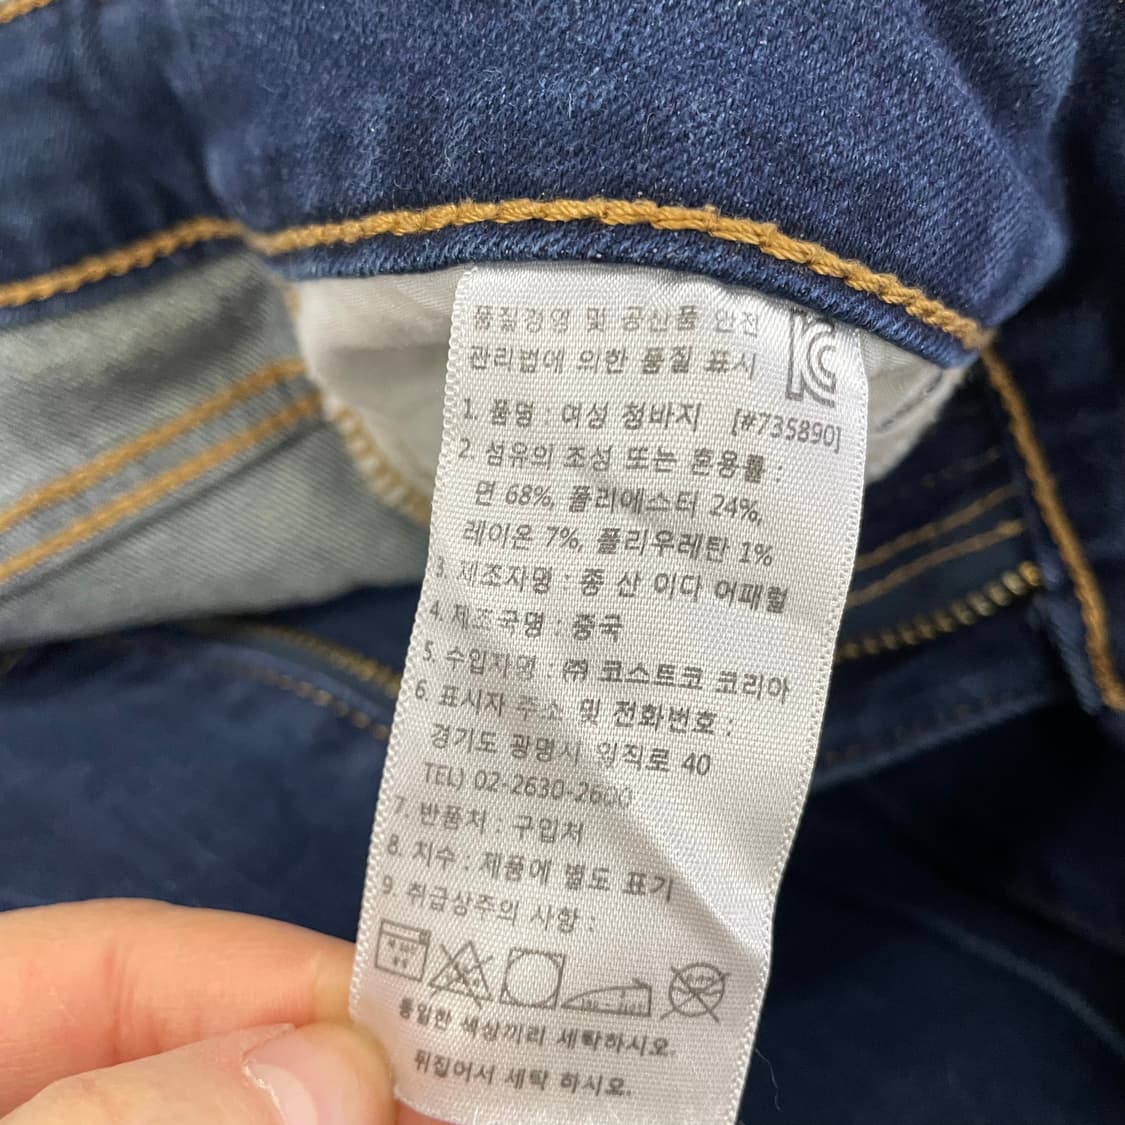 품질경영 및 공산품 안전
관리법에 의한 품질 표시
1. 품명 : 여성 청바지 [#735890]
2. 섬유의 조성 또는 혼용률 :
면 68%, 폴리에스터 24%,
레이온 7%, 폴리우레탄 1%
3. 제조자명 : 중 산 이다 어패럴
4. 제조국명 : 중국
5. 수입자명 : ㈜ 코스트코 코리아
6. 표시자 주소 및 전화번호 :
경기도 광명시 일직로 40
TEL) 02-2630-2600
7. 반품처 : 구입처
8. 치수 : 제품에 별도 표기
9. 취급상주의 사항 :
동일한 색상끼리 세탁하시오.
뒤집어서 세탁 하시오.